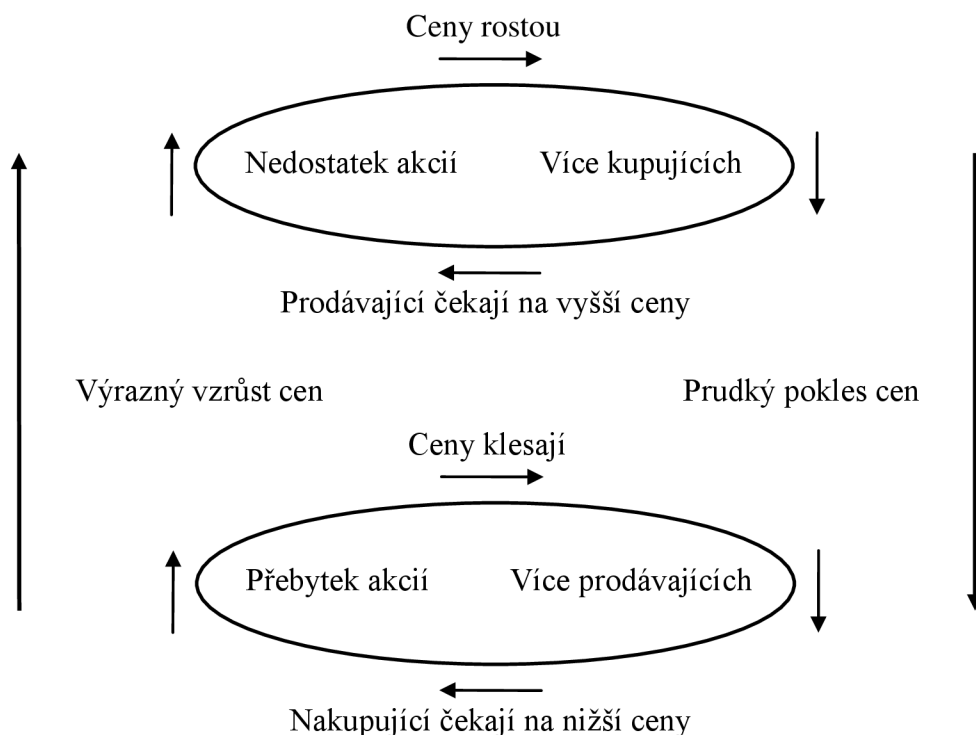 Ceny rostou
Nedostatek akcií
Více kupujících
Prodávající čekají na vyšší ceny
Výrazný vzrůst cen
Prudký pokles cen
Ceny klesají
Přebytek akcií
Více prodávajících
Nakupující čekají na nižší ceny